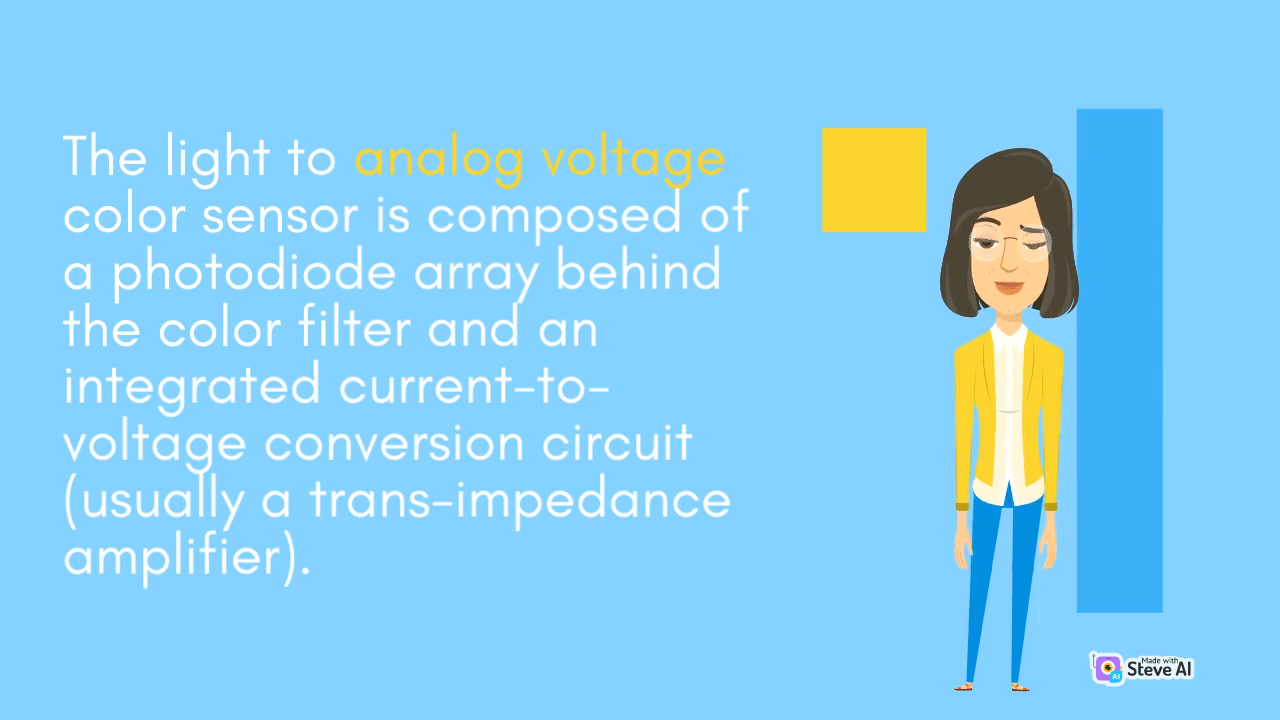 The light to analog voltage
color sensor is composed of
a photodiode array behind
the color filter and an
integrated current-to-
voltage conversion circuit
(usually a trans-impedance
amplifier).
Made with
Steve AI
AI